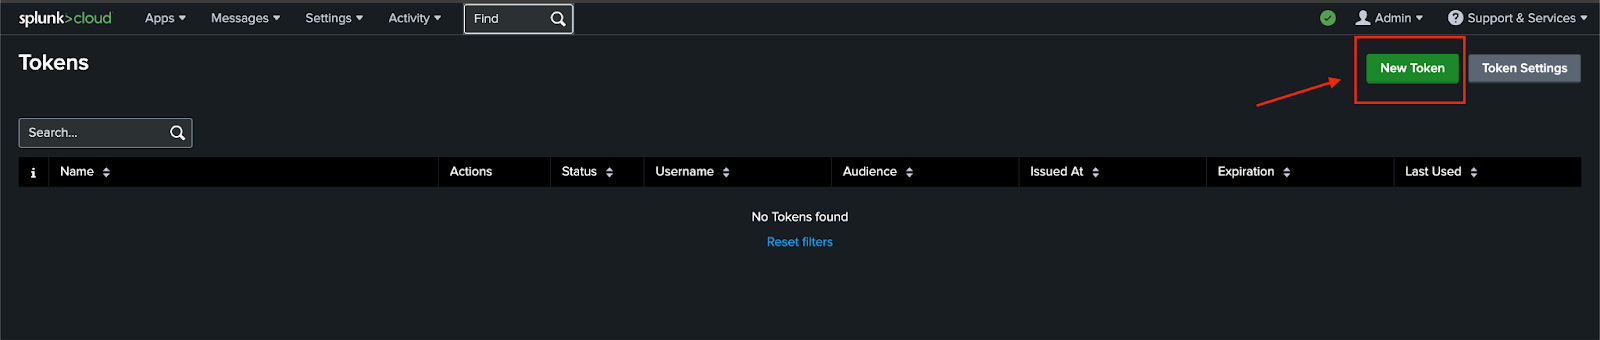 splunk>cloud Apps Messages Settings Activity Find Admin ? Support & Services
Tokens New Token Token Settings
Search...
i Name Actions Status Username Audience Issued At Expiration Last Used
No Tokens found
Reset filters